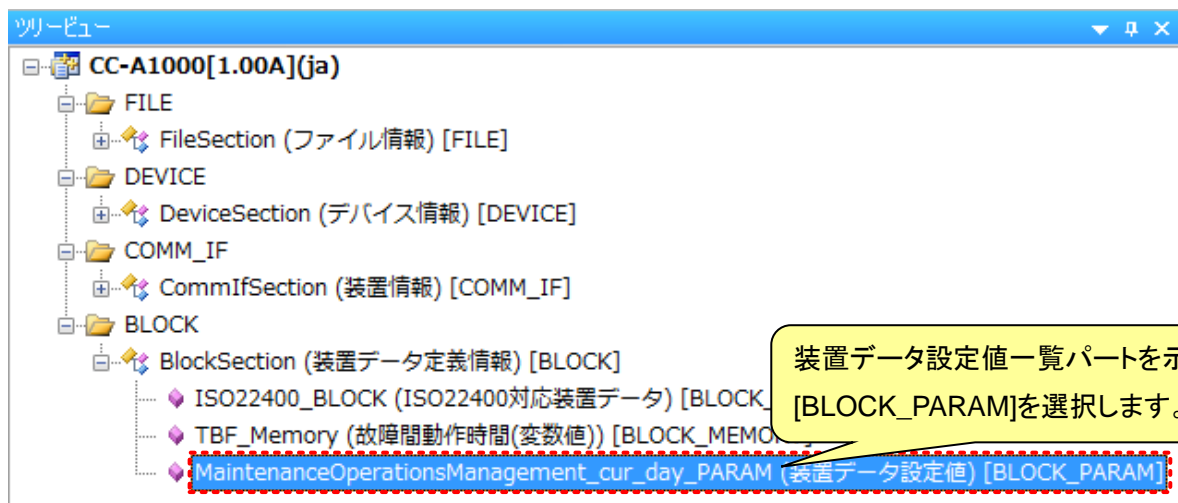 ツリービュー
CC-A1000[1.00A](ja)
FILE
FileSection (ファイル情報) [FILE]
DEVICE
DeviceSection (デバイス情報) [DEVICE]
COMM_IF
CommIfSection (装置情報) [COMM_IF]
BLOCK
BlockSection (装置データ定義情報) [BLOCK]
装置データ設定値一覧パートを示
[BLOCK_PARAM]を選択します。
ISO22400_BLOCK (ISO22400対応装置データ) [BLOCK_
TBF_Memory (故障間動作時間(変数値)) [BLOCK_MEMO
MaintenanceOperationsManagement_cur_day_PARAM (装置データ設定値) [BLOCK_PARAM]